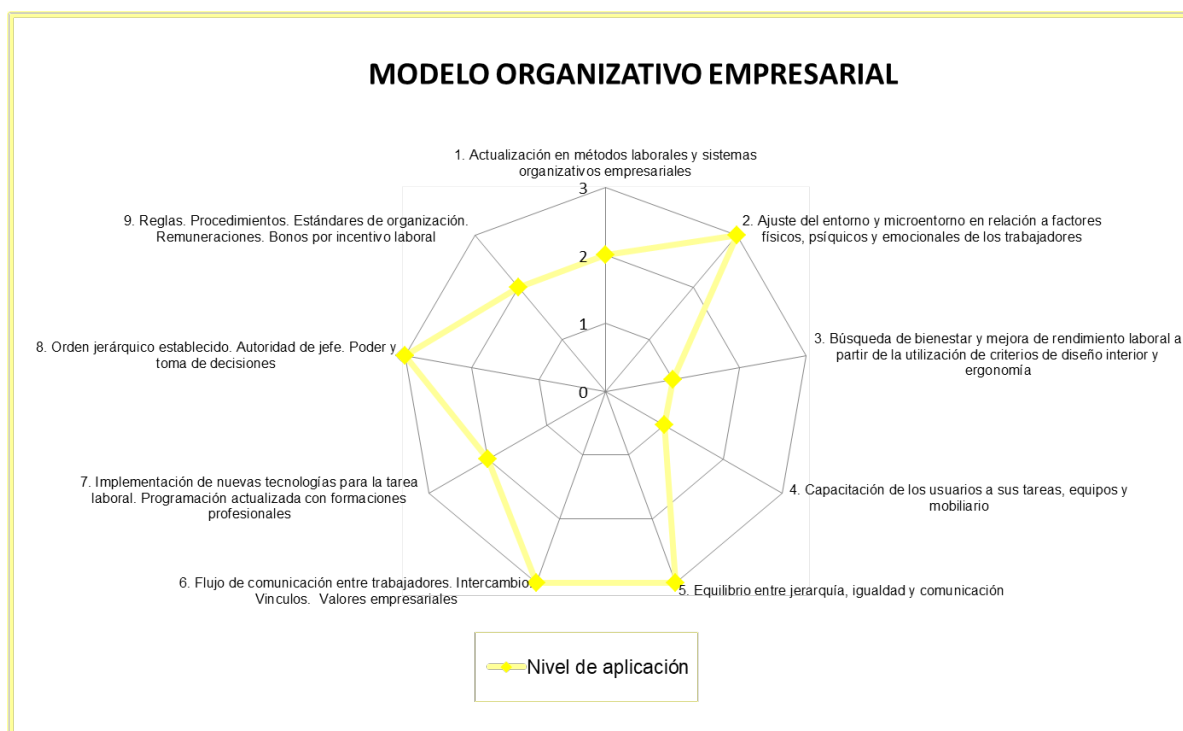 MODELO ORGANIZATIVO EMPRESARIAL
1. Actualización en métodos laborales y sistemas
organizativos empresariales
3
2
1
0
2. Ajuste del entorno y microentorno en relación a factores
físicos, psíquicos y emocionales de los trabajadores
3. Búsqueda de bienestar y mejora de rendimiento laboral a
partir de la utilización de criterios de diseño interior y
ergonomía
4. Capacitación de los usuarios a sus tareas, equipos y
mobiliario
5. Equilibrio entre jerarquía, igualdad y comunicación
6. Flujo de comunicación entre trabajadores. Intercambio.
Vinculos. Valores empresariales
7. Implementación de nuevas tecnologías para la tarea
laboral. Programación actualizada con formaciones
profesionales
8. Orden jerárquico establecido. Autoridad de jefe. Poder y
toma de decisiones
9. Reglas. Procedimientos. Estándares de organización.
Remuneraciones. Bonos por incentivo laboral
Nivel de aplicación